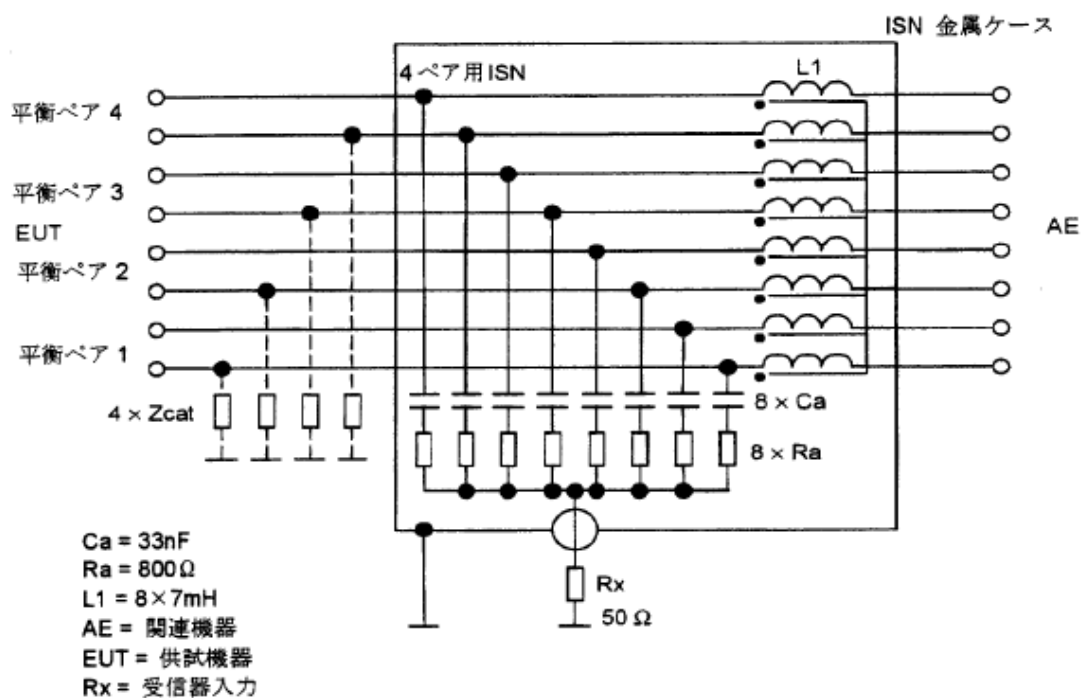 ISN 金属ケース
4 ペア用ISN
L1
平衡ペア 4
平衡ペア 3
EUT
平衡ペア 2
平衡ペア 1
AE
4 × Zcat
8 × Ca
8 × Ra
Rx
50 Ω
Ca = 33nF
Ra = 800Ω
L1 = 8×7mH
AE = 関連機器
EUT = 供試機器
Rx = 受信器入力